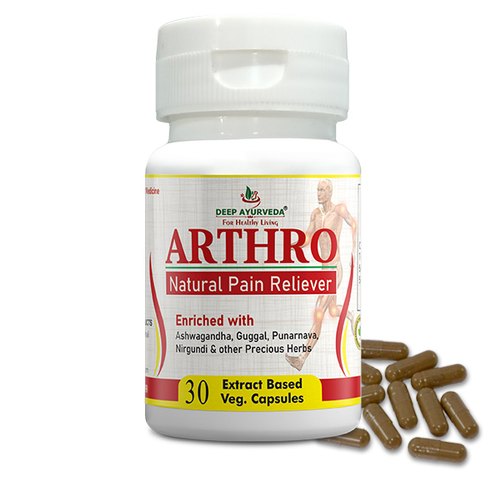 Medicine
DEEP AYURVEDA®
For Healthy Living
ARTHRO
Natural Pain Reliever
Enriched with
Ashwagandha, Guggal, Punarnava,
Nirgundi & other Precious Herbs
30 Extract Based
Veg. Capsules